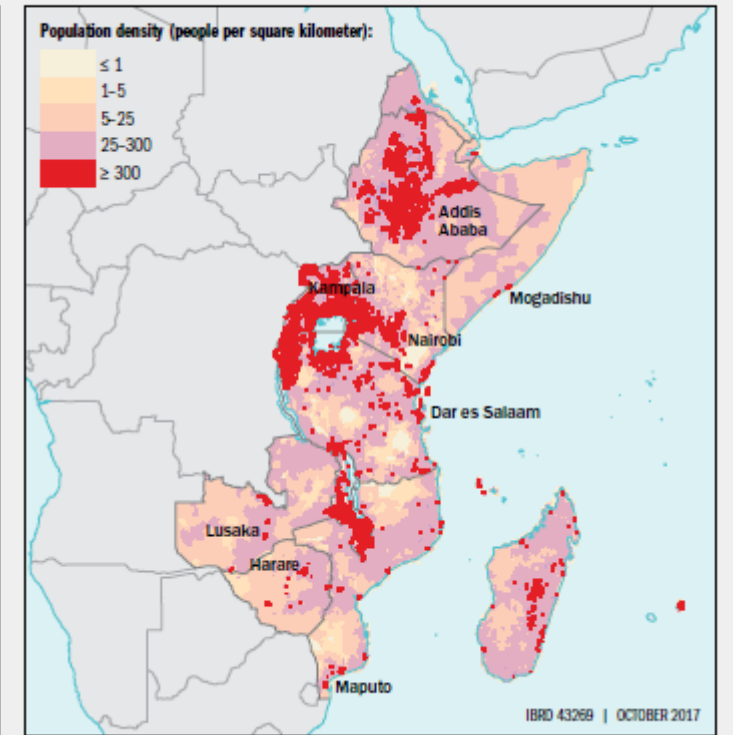 Population density (people per square kilometer):
≤ 1
1–5
5–25
25–300
≥ 300
Addis
Ababa
Kampala
Mogadishu
Nairobi
Dar es Salaam
Lusaka
Harare
Maputo
IBRD 43269 | OCTOBER 2017